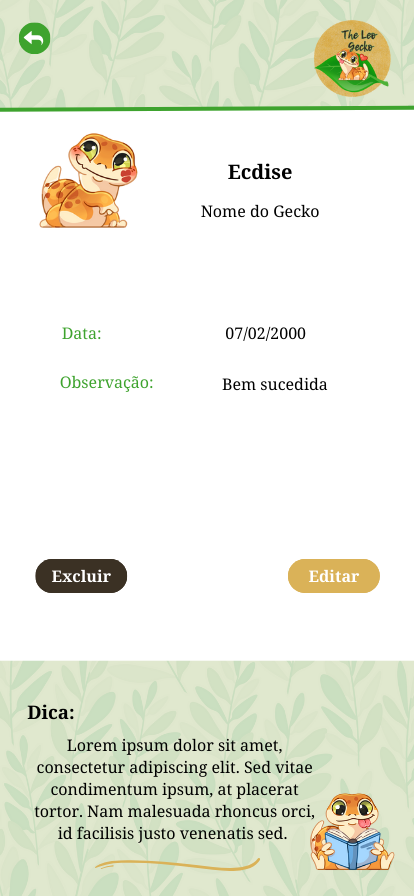 The Leo
Gecko
Ecdise
Nome do Gecko
Data: 07/02/2000
Observação: Bem sucedida
Excluir Editar
Dica:
Lorem ipsum dolor sit amet,
consectetur adipiscing elit. Sed vitae
condimentum ipsum, at placerat
tortor. Nam malesuada rhoncus orci,
id facilisis justo venenatis sed.